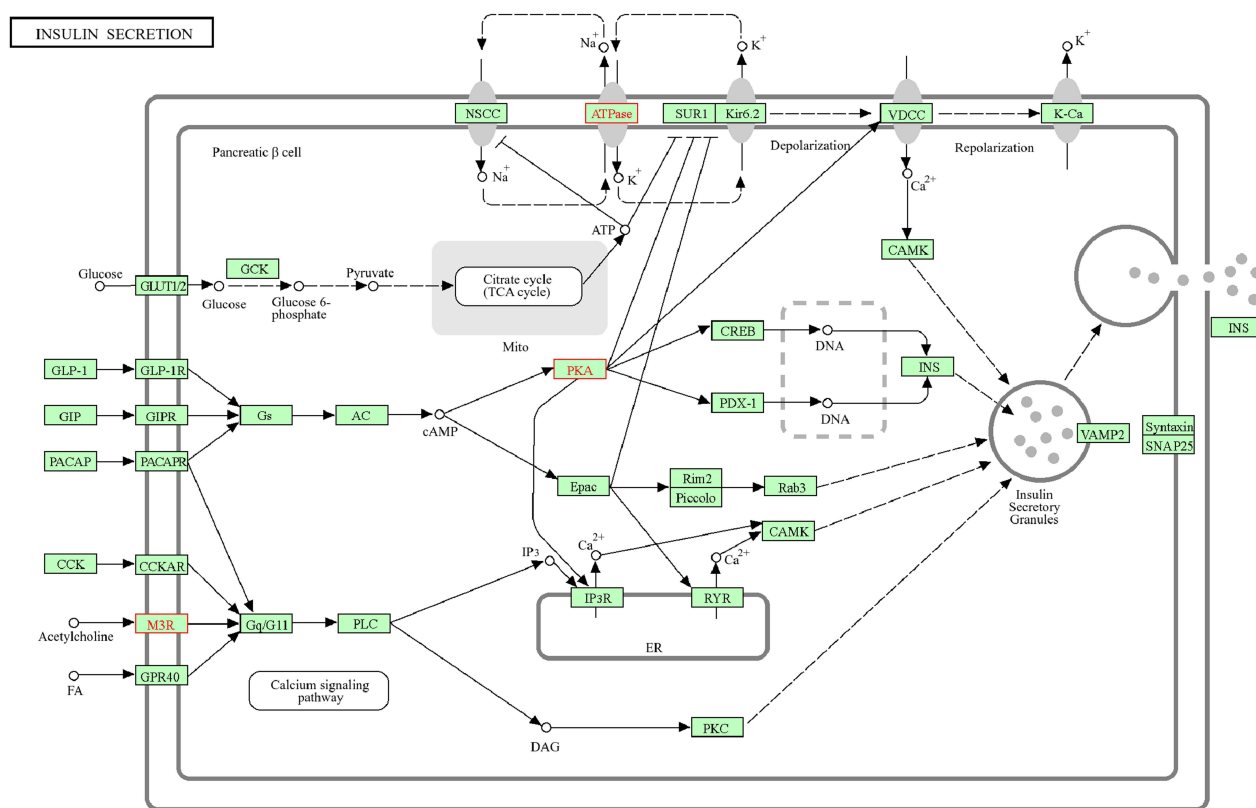 INSULIN SECRETION
Na+
K+
K+
NSCC
ATPase
SUR1
Kir6.2
VDCC
K-Ca
Pancreatic β cell
Depolarization
Repolarization
Na+
K+
Ca2+
ATP
CAMK
Glucose
GLUT1/2
Glucose
GCK
Glucose 6-
phosphate
Pyruvate
Citrate cycle
(TCA cycle)
Mito
INS
CREB
DNA
GLP-1
GLP-1R
PKA
INS
GIP
GIPR
Gs
AC
cAMP
PDX-1
DNA
VAMP2
Syntaxin
SNAP25
PACAP
PACAPR
Epac
Rim2
Piccolo
Rab3
Insulin
Secretory
Granules
CAMK
IP3
Ca2+
Ca2+
CCK
CCKAR
IP3R
RYR
Acetylcholine
M3R
Gq/G11
PLC
ER
FA
GPR40
Calcium signaling
pathway
DAG
PKC